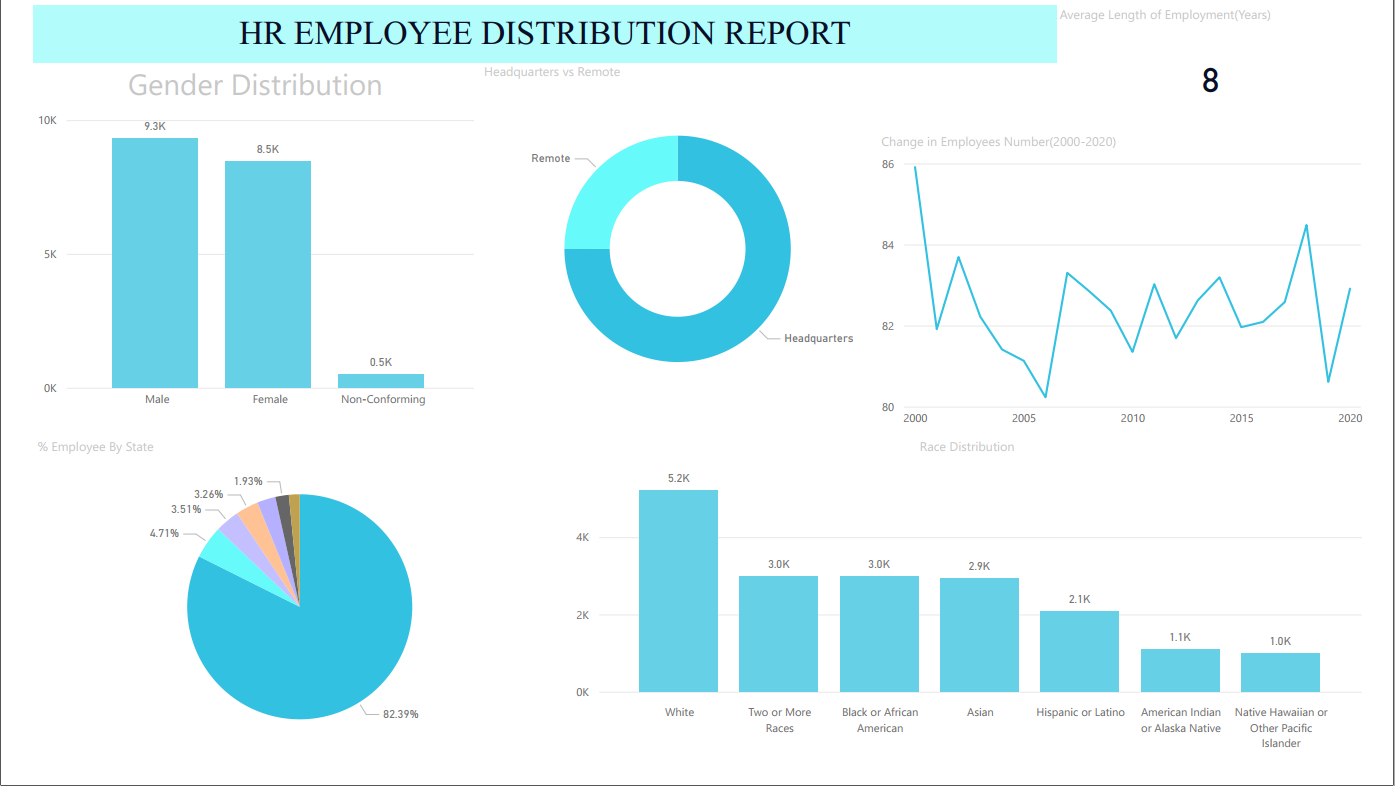 HR EMPLOYEE DISTRIBUTION REPORT
Average Length of Employment(Years)
8
Gender Distribution
10K
5K
0K
9.3K
8.5K
0.5K
Male
Female
Non-Conforming
Headquarters vs Remote
Remote
Headquarters
Change in Employees Number(2000-2020)
86
84
82
80
2000
2005
2010
2015
2020
% Employee By State
1.93%
3.26%
3.51%
4.71%
82.39%
Race Distribution
4K
2K
0K
5.2K
3.0K
3.0K
2.9K
2.1K
1.1K
1.0K
White
Two or More
Races
Black or African
American
Asian
Hispanic or Latino
American Indian
or Alaska Native
Native Hawaiian or
Other Pacific
Islander